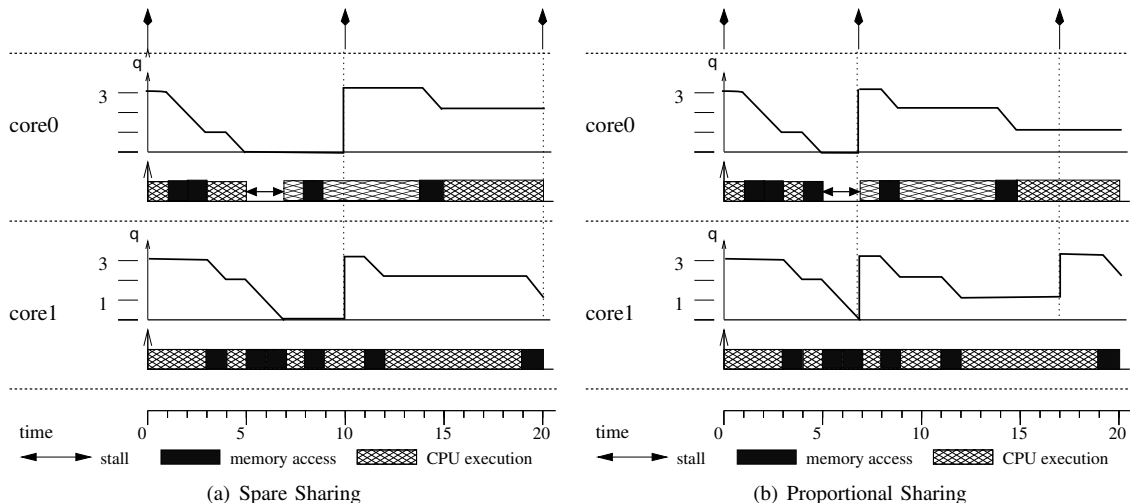 q q
3 3
core0 core0
q q
3 3
1 1
core1 core1
time 0 5 10 15 20 time 0 5 10 15 20
stall memory access CPU execution stall memory access CPU execution
(a) Spare Sharing (b) Proportional Sharing